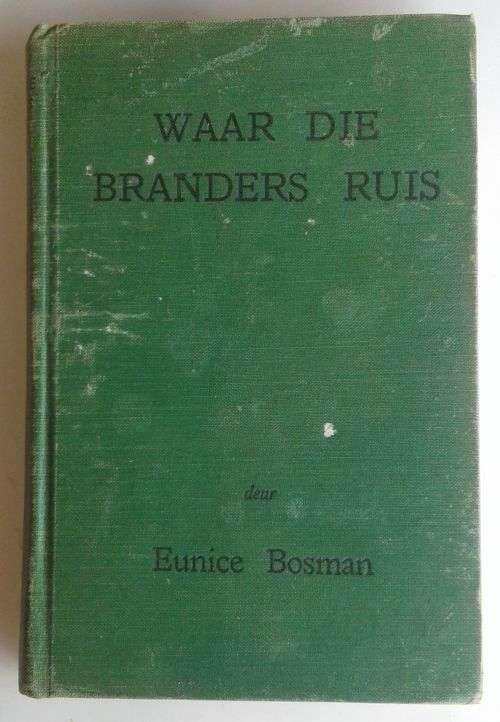 WAAR DIE
BRANDERS RUIS
deur
Eunice Bosman